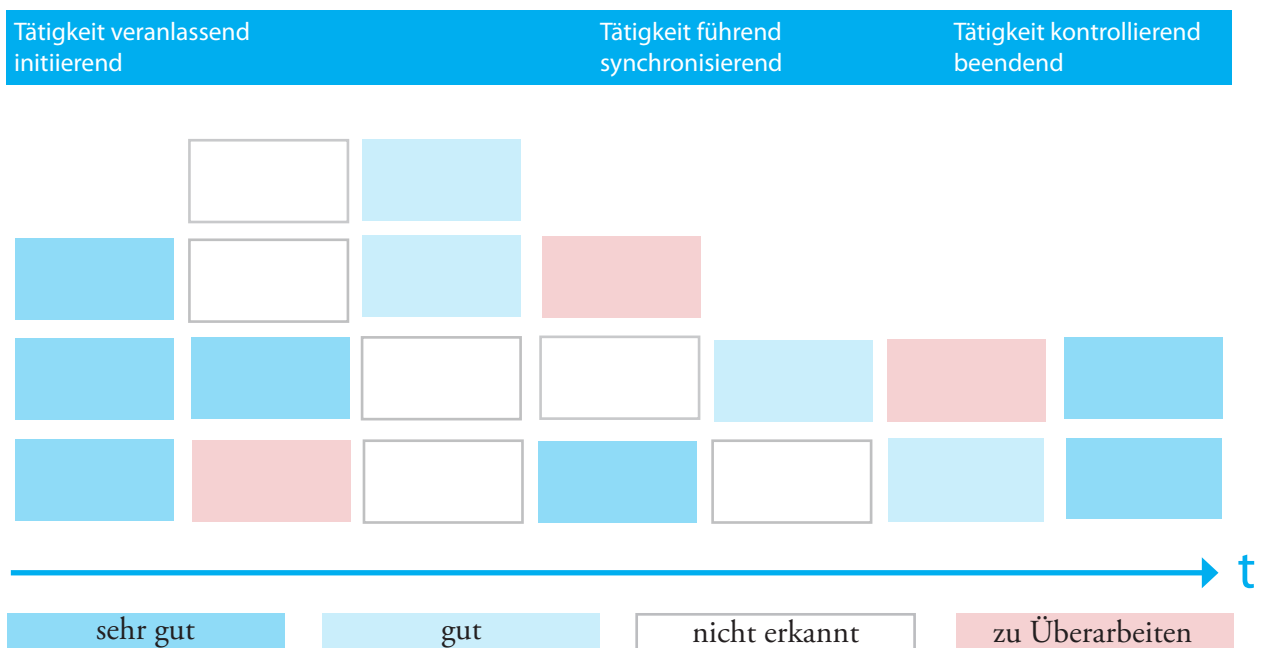 Tätigkeit veranlassend
initiierend
Tätigkeit führend
synchronisierend
Tätigkeit kontrollierend
beendend
t
sehr gut
gut
nicht erkannt
zu Überarbeiten